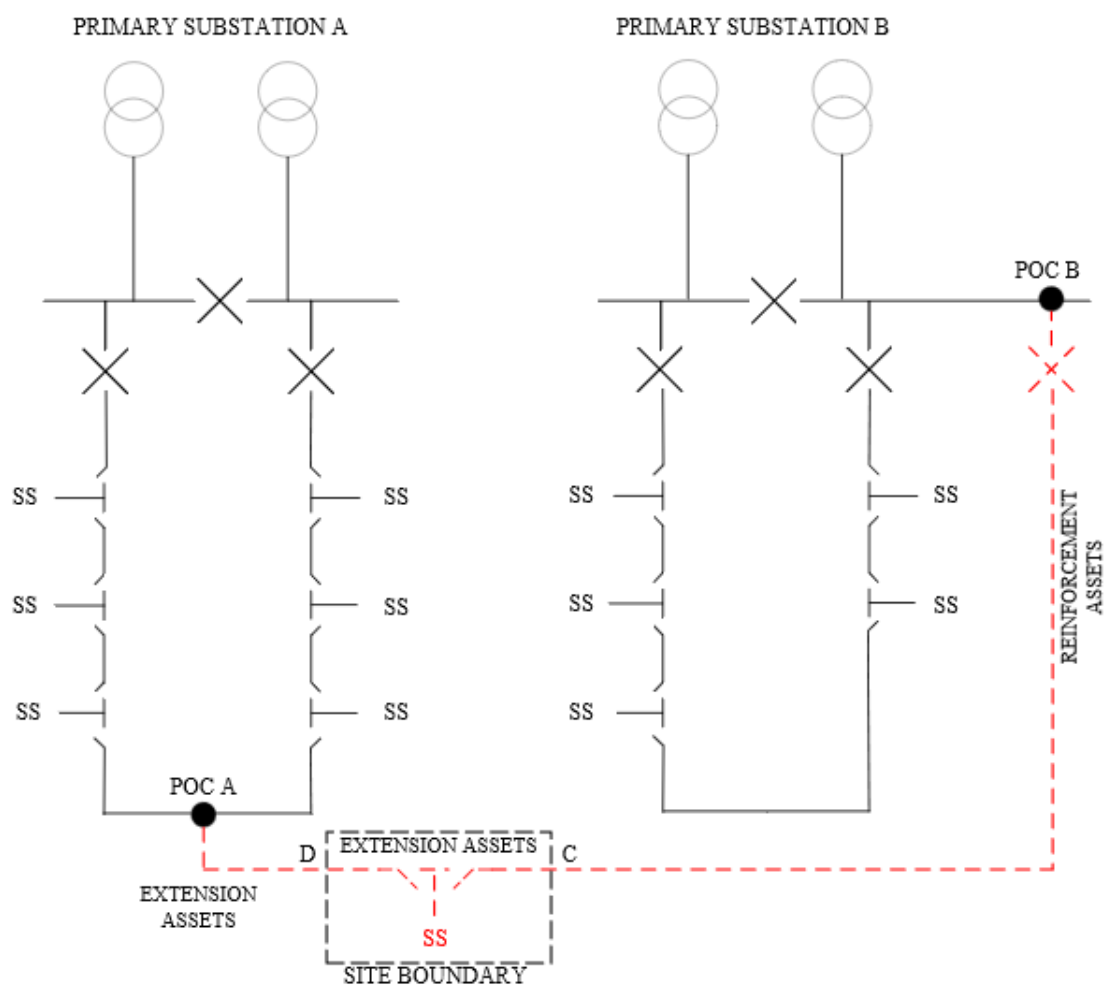 PRIMARY SUBSTATION A
PRIMARY SUBSTATION B
POC B
SS
SS
SS
SS
SS
SS
SS
SS
SS
SS
SS
REINFORCEMENT
ASSETS
POC A
D
EXTENSION ASSETS
C
EXTENSION
ASSETS
SS
SITE BOUNDARY